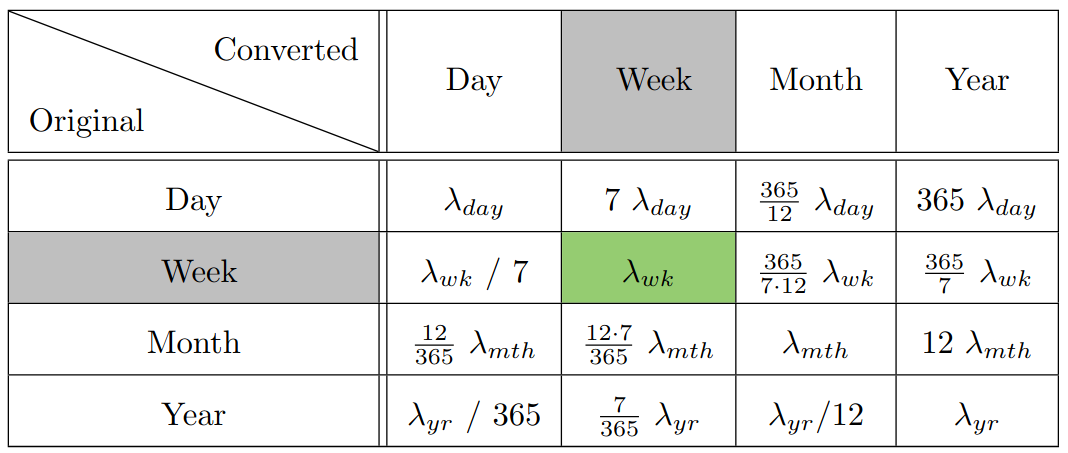 Converted
Original
Day Week Month Year
Day λ_day 7 λ_day 365/12 λ_day 365 λ_day
Week λ_wk / 7 λ_wk 365/7·12 λ_wk 365/7 λ_wk
Month 12/365 λ_mth 12·7/365 λ_mth λ_mth 12 λ_mth
Year λ_yr / 365 7/365 λ_yr λ_yr/12 λ_yr